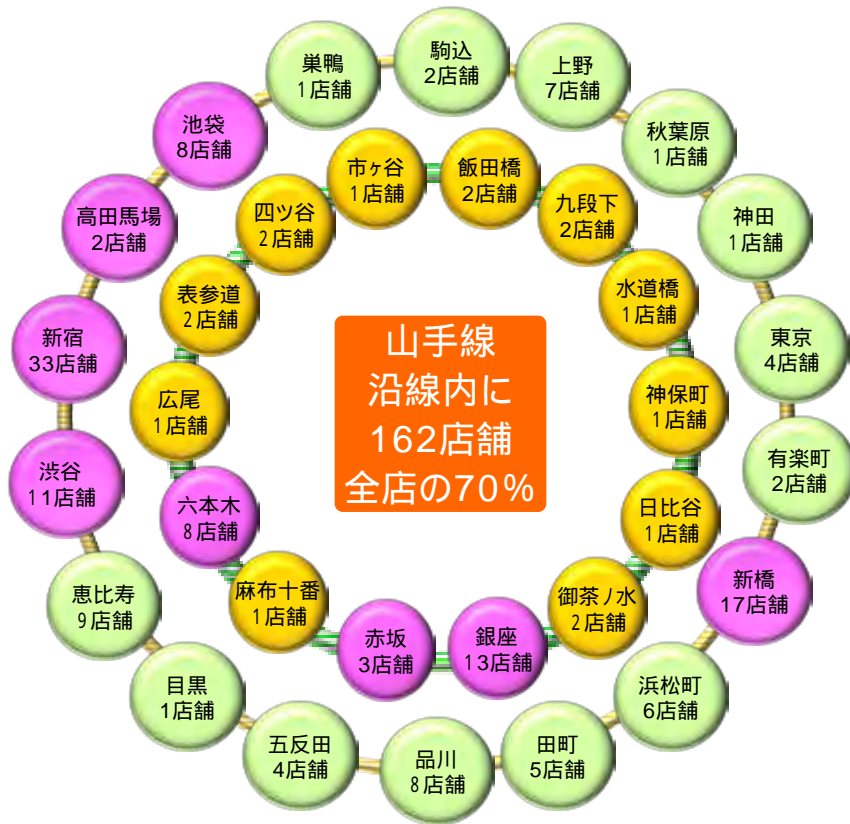 巣鴨
1店舗
駒込
2店舗
上野
7店舗
秋葉原
1店舗
神田
1店舗
東京
4店舗
有楽町
2店舗
新橋
17店舗
浜松町
6店舗
田町
5店舗
品川
8店舗
五反田
4店舗
目黒
1店舗
恵比寿
9店舗
渋谷
11店舗
新宿
33店舗
高田馬場
2店舗
池袋
8店舗
市ヶ谷
1店舗
飯田橋
2店舗
九段下
2店舗
水道橋
1店舗
神保町
1店舗
日比谷
1店舗
御茶ノ水
2店舗
銀座
13店舗
赤坂
3店舗
麻布十番
1店舗
六本木
8店舗
広尾
1店舗
表参道
2店舗
四ツ谷
2店舗
山手線
沿線内に
162店舗
全店の70%